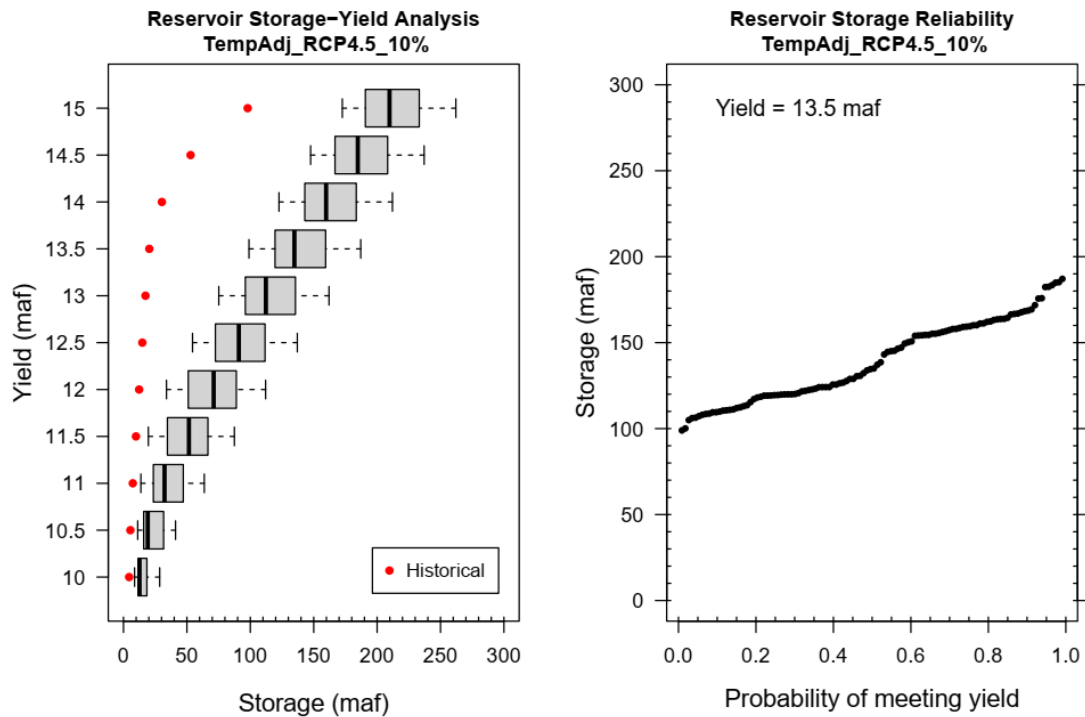 Reservoir Storage−Yield Analysis
TempAdj_RCP4.5_10%
Yield (maf)
15
14.5
14
13.5
13
12.5
12
11.5
11
10.5
10
Historical
0 50 100 150 200 250 300
Storage (maf)
Reservoir Storage Reliability
TempAdj_RCP4.5_10%
Yield = 13.5 maf
Storage (maf)
300
250
200
150
100
50
0
0.0 0.2 0.4 0.6 0.8 1.0
Probability of meeting yield